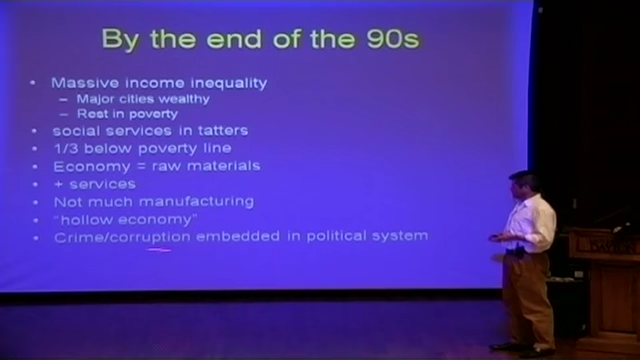 By the end of the 90s
• Massive income inequality
– Major cities wealthy
– Rest in poverty
• social services in tatters
• 1/3 below poverty line
• Economy = raw materials
• + services
• Not much manufacturing
• "hollow economy"
• Crime/corruption embedded in political system